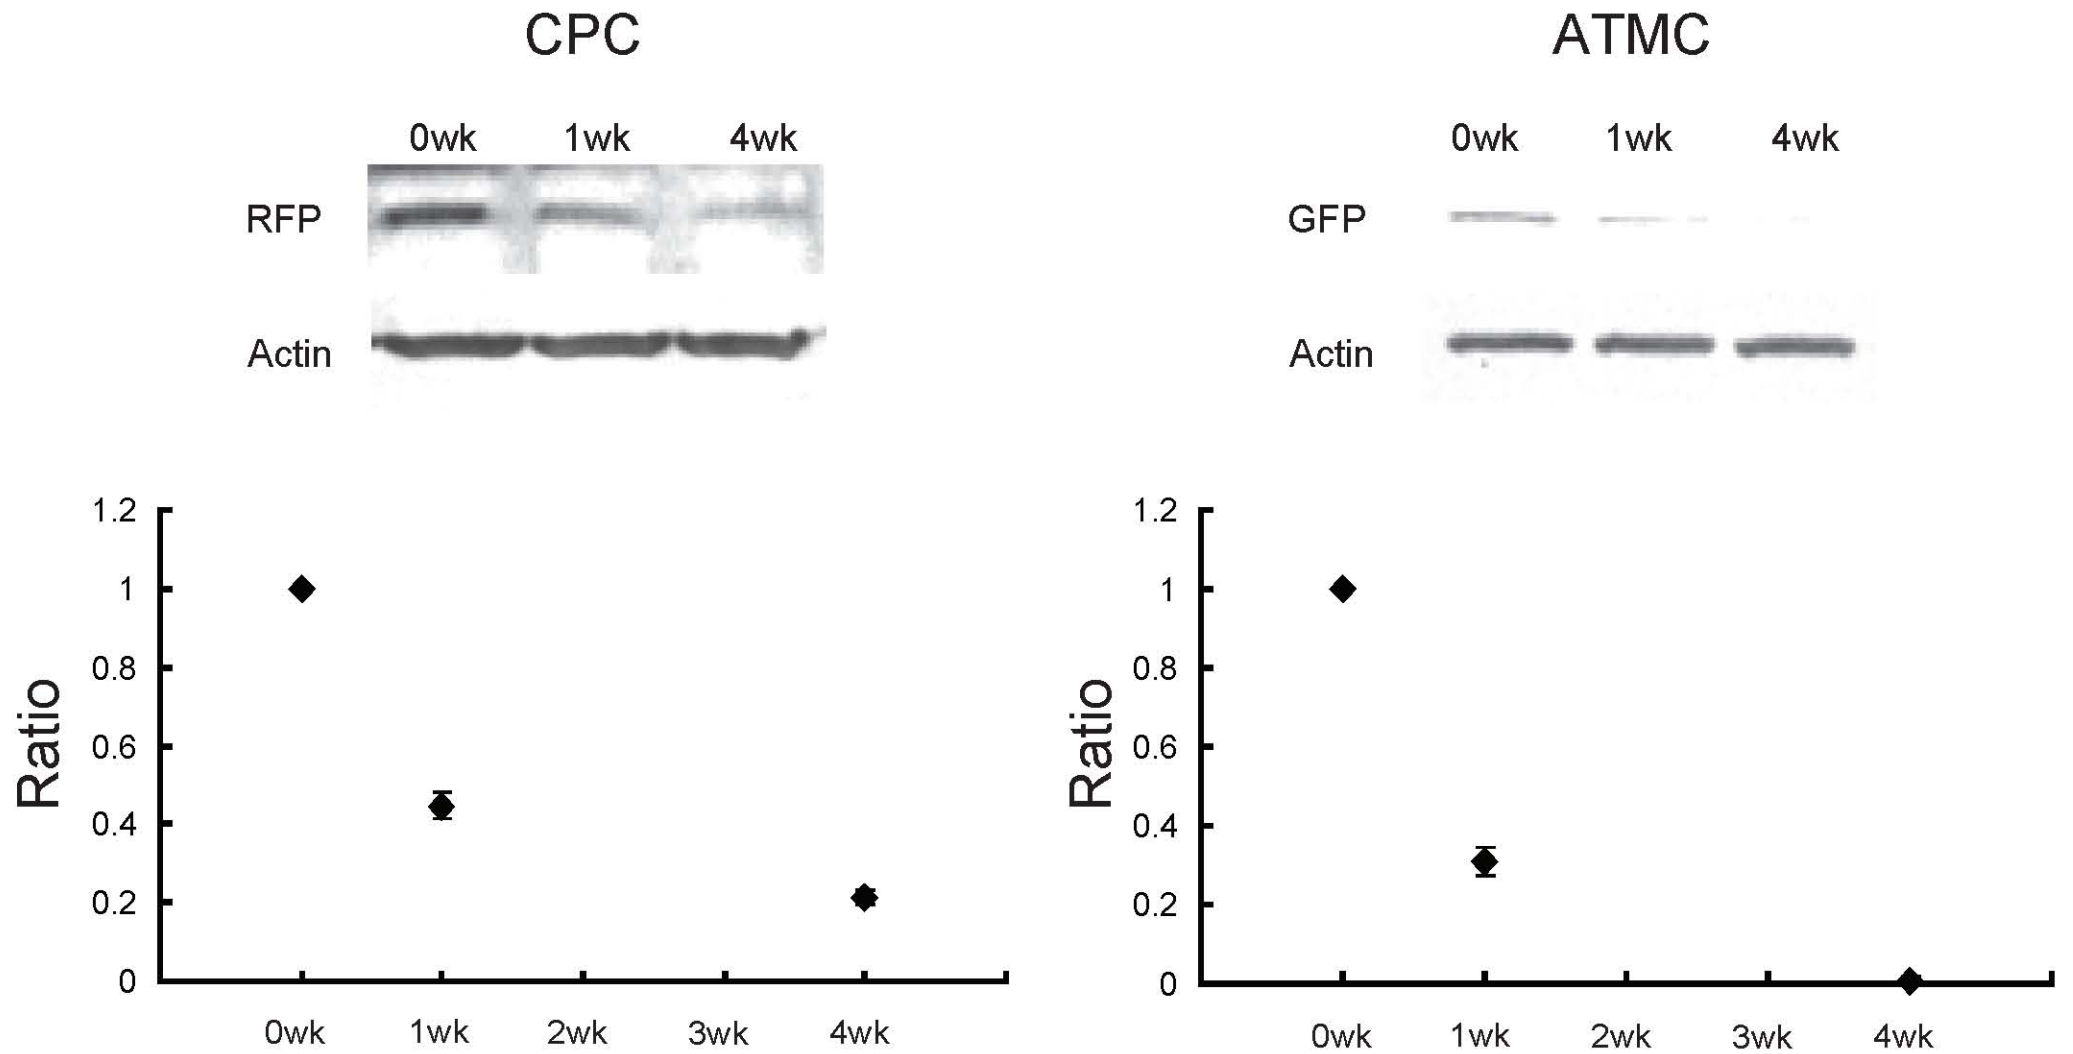 CPC
0wk 1wk 4wk
RFP
Actin
1.2
1
0.8
0.6
0.4
0.2
0
Ratio
0wk 1wk 2wk 3wk 4wk
ATMC
0wk 1wk 4wk
GFP
Actin
1.2
1
0.8
0.6
0.4
0.2
0
Ratio
0wk 1wk 2wk 3wk 4wk